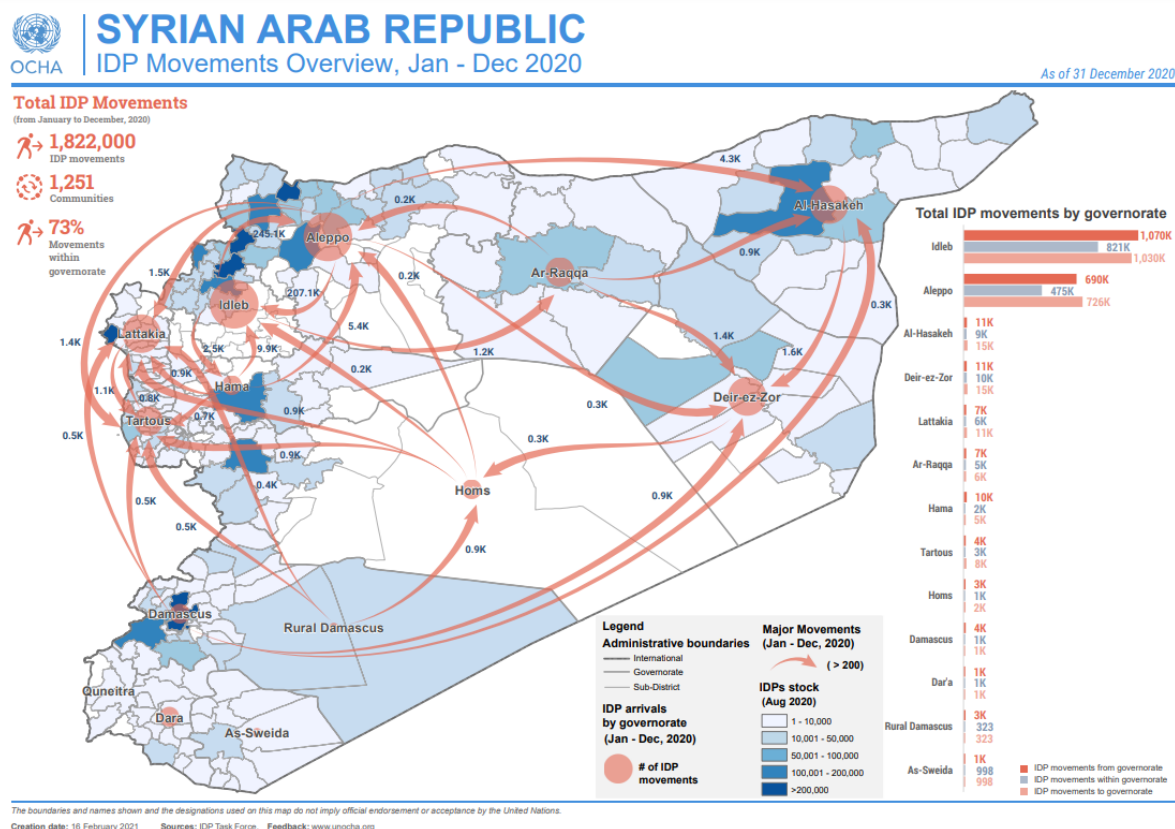 OCHA
SYRIAN ARAB REPUBLIC
IDP Movements Overview, Jan - Dec 2020
As of 31 December 2020
Total IDP Movements
(from January to December, 2020)
1,822,000
IDP movements
1,251
Communities
73%
Movements
within
governorate
4.3K
Al-Hasakeh
0.2K
245.1K
Aleppo
0.9K
0.2K
Ar-Raqqa
1.5K
207.1K
Idleb
0.3K
5.4K
Lattakia
1.4K
2.5K
9.9K
1.2K
1.4K
1.6K
0.9K
0.2K
Hama
1.1K
0.8K
Deir-ez-Zor
0.3K
0.7K
0.9K
Tartous
0.5K
0.3K
0.9K
0.4K
Homs
0.9K
0.5K
0.5K
0.9K
Damascus
Rural Damascus
Quneitra
Dara
As-Sweida
Total IDP movements by governorate
Idleb
1,070K
821K
1,030K
Aleppo
690K
475K
726K
Al-Hasakeh
11K
9K
15K
Deir-ez-Zor
11K
10K
15K
Lattakia
7K
6K
11K
Ar-Raqqa
7K
5K
6K
Hama
10K
2K
5K
Tartous
4K
3K
8K
Homs
3K
1K
2K
Damascus
4K
1K
1K
Dar'a
1K
1K
1K
Rural Damascus
3K
323
323
As-Sweida
1K
998
998
IDP movements from governorate
IDP movements within governorate
IDP movements to governorate
Legend
Administrative boundaries
International
Governorate
Sub-District
IDP arrivals
by governorate
(Jan - Dec, 2020)
# of IDP
movements
Major Movements
(Jan - Dec, 2020)
( > 200)
IDPs stock
(Aug 2020)
1 - 10,000
10,001 - 50,000
50,001 - 100,000
100,001 - 200,000
>200,000
The boundaries and names shown and the designations used on this map do not imply official endorsement or acceptance by the United Nations.
Creation date: 16 February 2021 Sources: IDP Task Force. Feedback: www.unocha.org